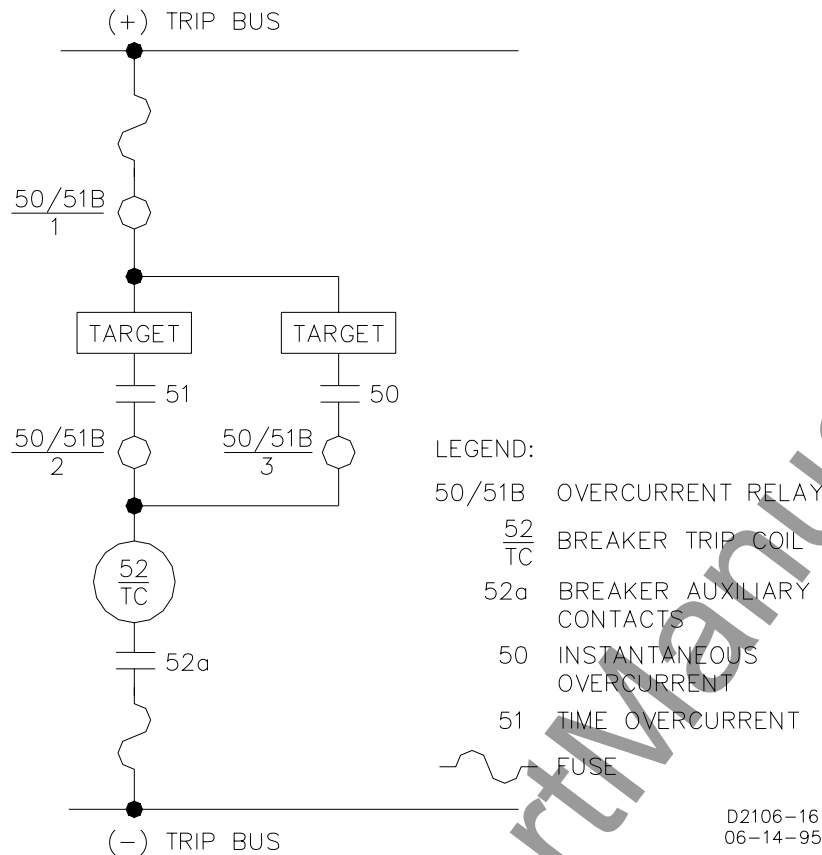 (+) TRIP BUS
50/51B
1
TARGET
TARGET
51
50
50/51B
2
50/51B
3
52
TC
52a
(-) TRIP BUS
LEGEND:
50/51B OVERCURRENT RELAY
52
TC BREAKER TRIP COIL
52a BREAKER AUXILIARY
CONTACTS
50 INSTANTANEOUS
OVERCURRENT
51 TIME OVERCURRENT
FUSE
D2106-16
06-14-95